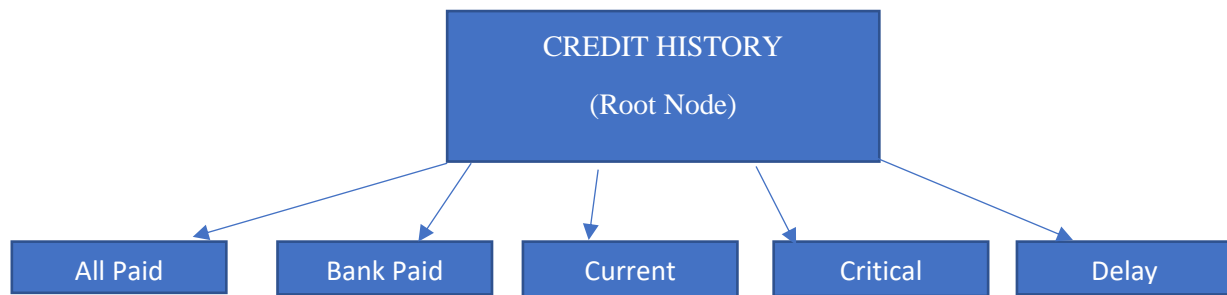 CREDIT HISTORY
(Root Node)
All Paid
Bank Paid
Current
Critical
Delay